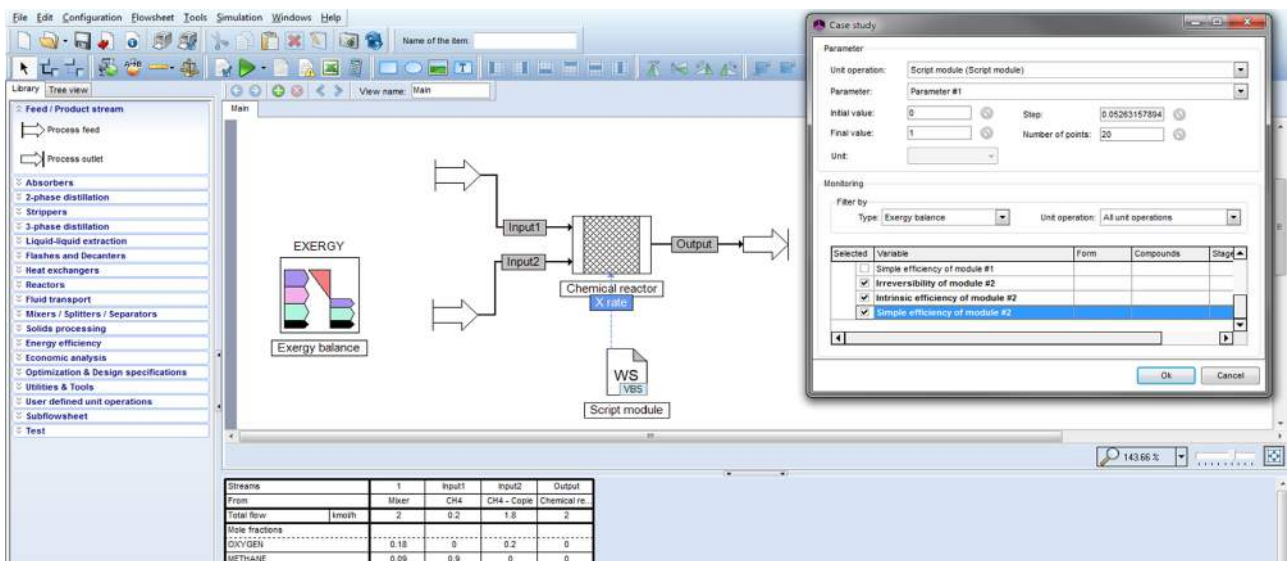 File Edit Configuration Flowsheet Tools Simulation Windows Help
Name of the item:
Library Tree view
View name: Main
Main
Feed / Product stream
Process feed
Process outlet
Absorbers
2-phase distillation
Strippers
3-phase distillation
Liquid-liquid extraction
Flashes and Decanters
Heat exchangers
Reactors
Fluid transport
Mixers / Splitters / Separators
Solids processing
Energy efficiency
Economic analysis
Optimization & Design specifications
Utilities & Tools
User defined unit operations
Subflowsheet
Test
EXERGY
Exergy balance
Input1
Input2
Output
Chemical reactor
X rate
WS
VBS
Script module
Case study
Parameter
Unit operation: Script module (Script module)
Parameter: Parameter #1
Initial value: 0 Step: 0.05263157894
Final value: 1 Number of points: 20
Unit:
Monitoring
Filter by
Type: Exergy balance Unit operation: All unit operations
Selected Variable Form Compounds Stage
Simple efficiency of module #1
Irreversibility of module #2
Intrinsic efficiency of module #2
Simple efficiency of module #2
Ok Cancel
143.66 %
Streams 1 Input1 Input2 Output
From Mixer CH4 CH4 - Copie Chemical re...
Total flow kmol/h 2 0.2 1.8 2
Mole fractions
OXYGEN 0.18 0 0.2 0
METHANE 0.09 0.9 0 0